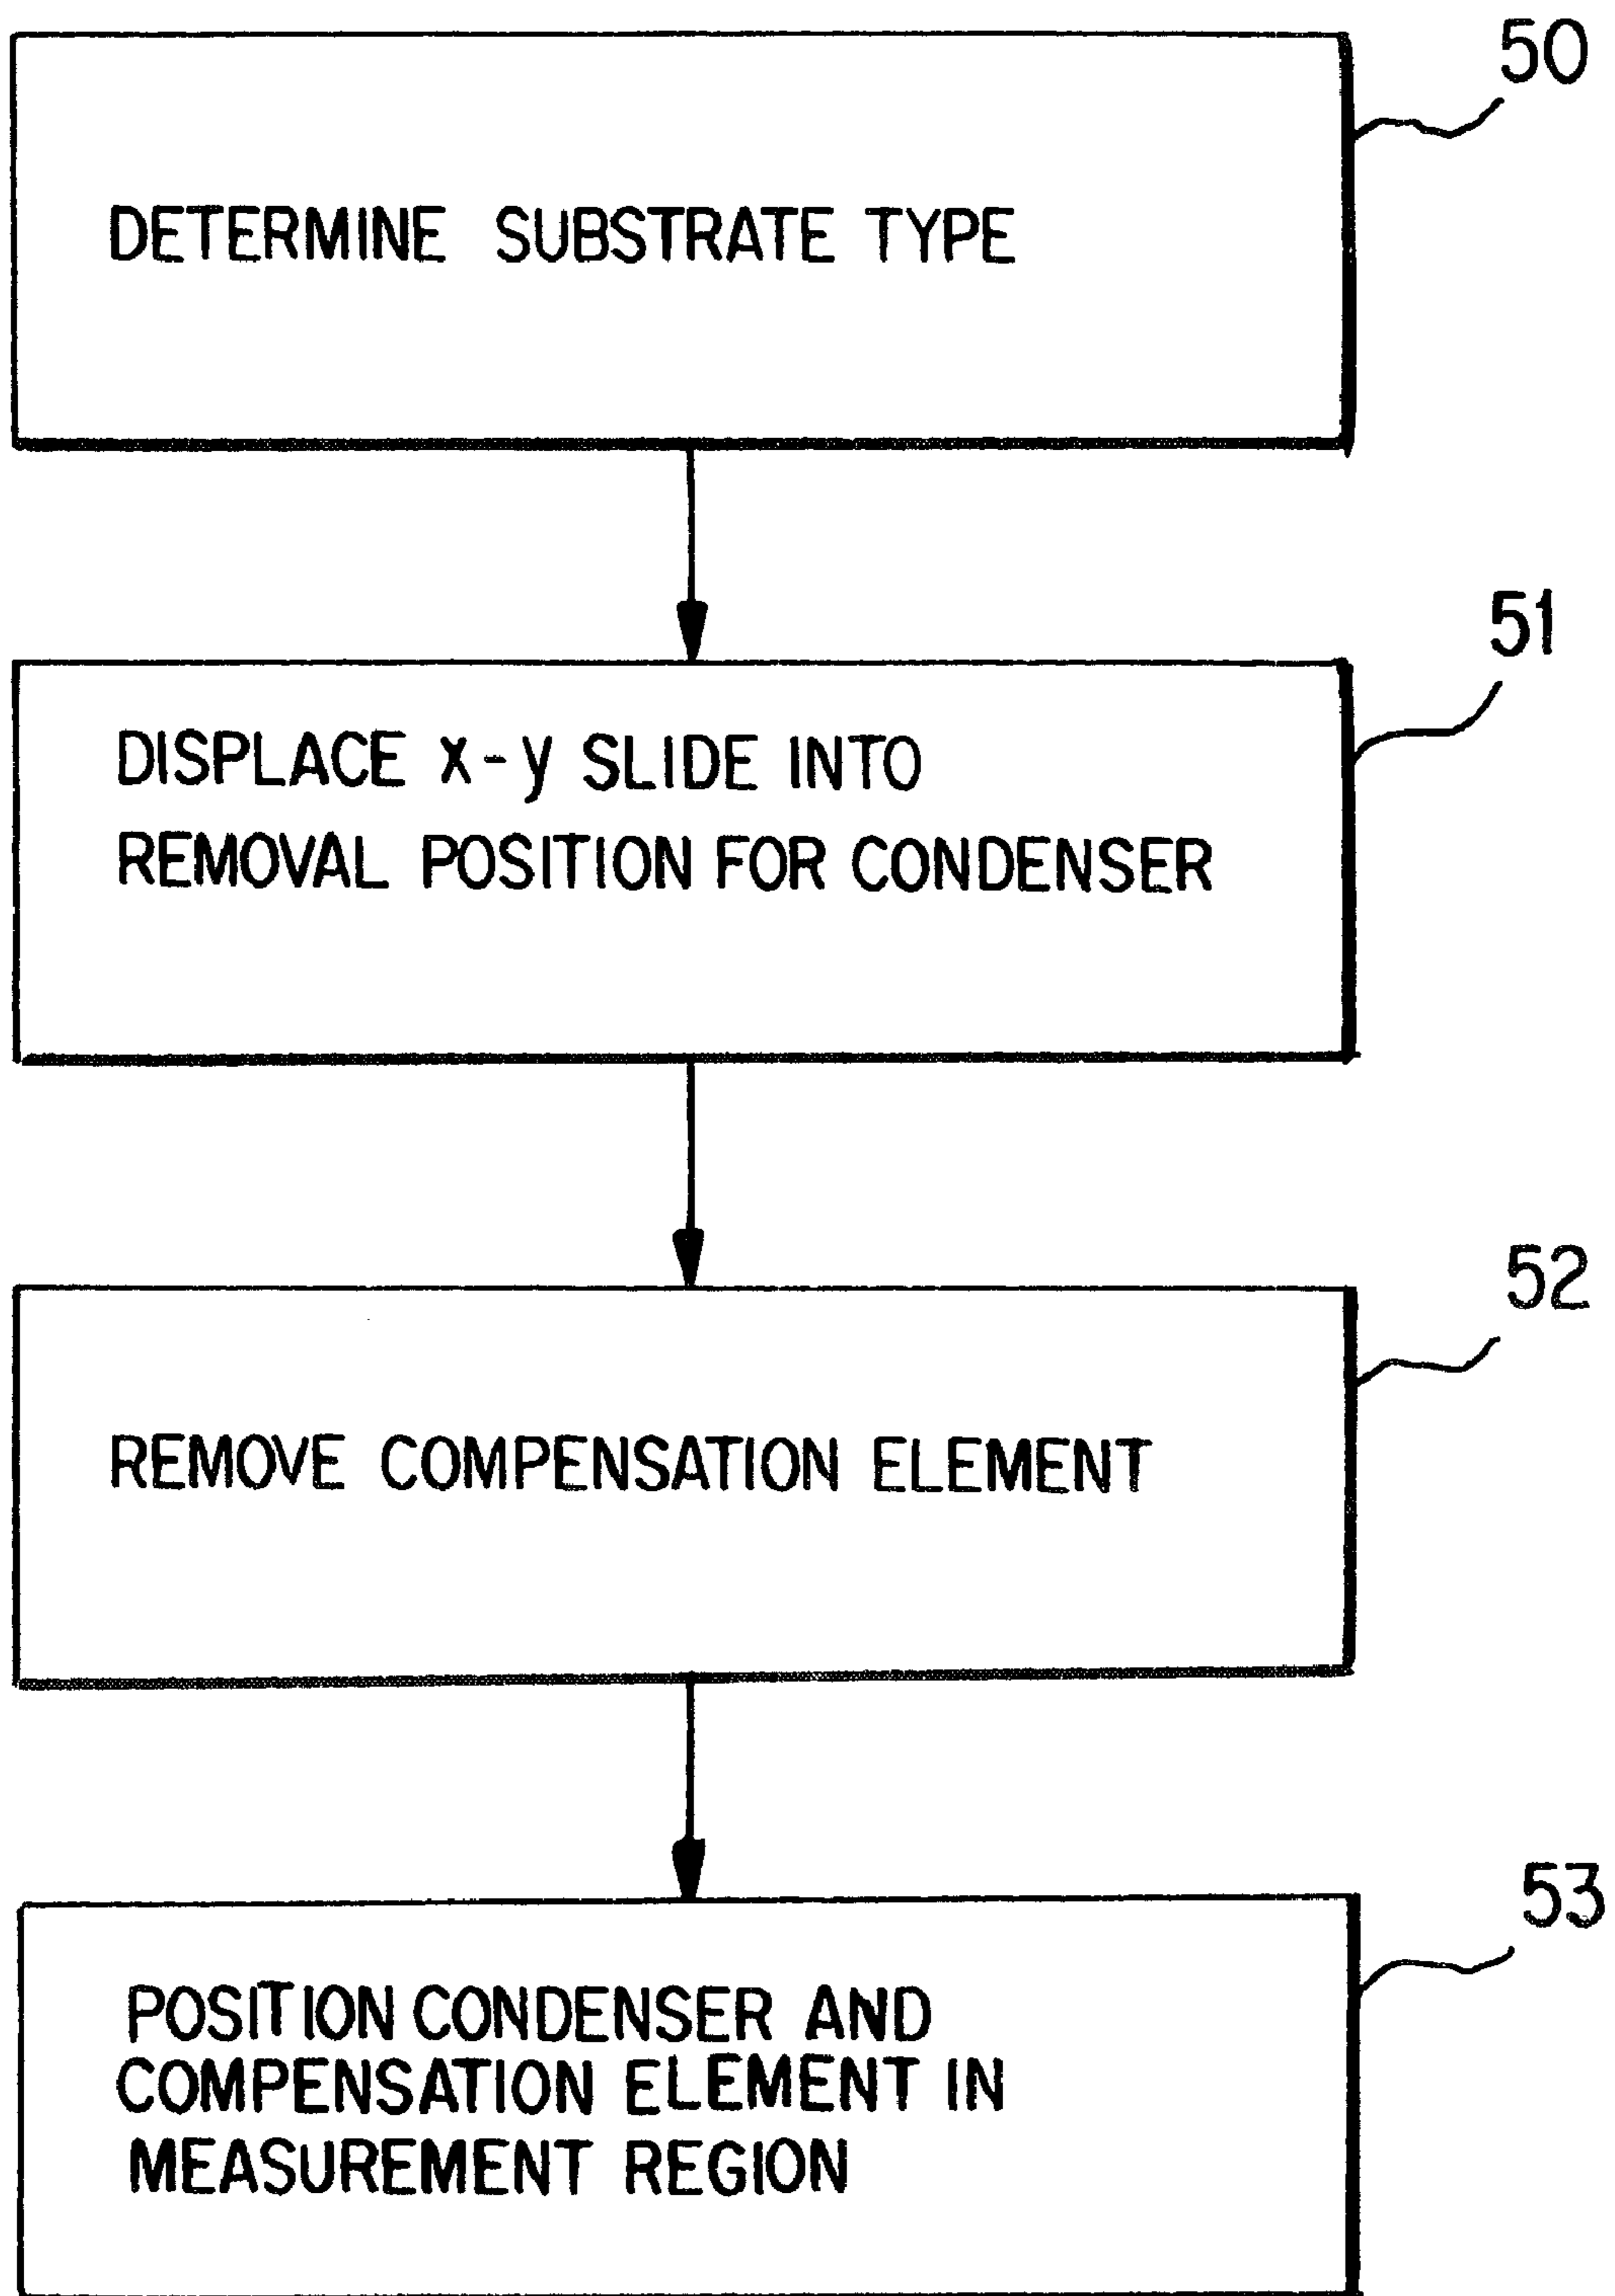 50
DETERMINE SUBSTRATE TYPE
51
DISPLACE x-y SLIDE INTO
REMOVAL POSITION FOR CONDENSER
52
REMOVE COMPENSATION ELEMENT
53
POSITION CONDENSER AND
COMPENSATION ELEMENT IN
MEASUREMENT REGION